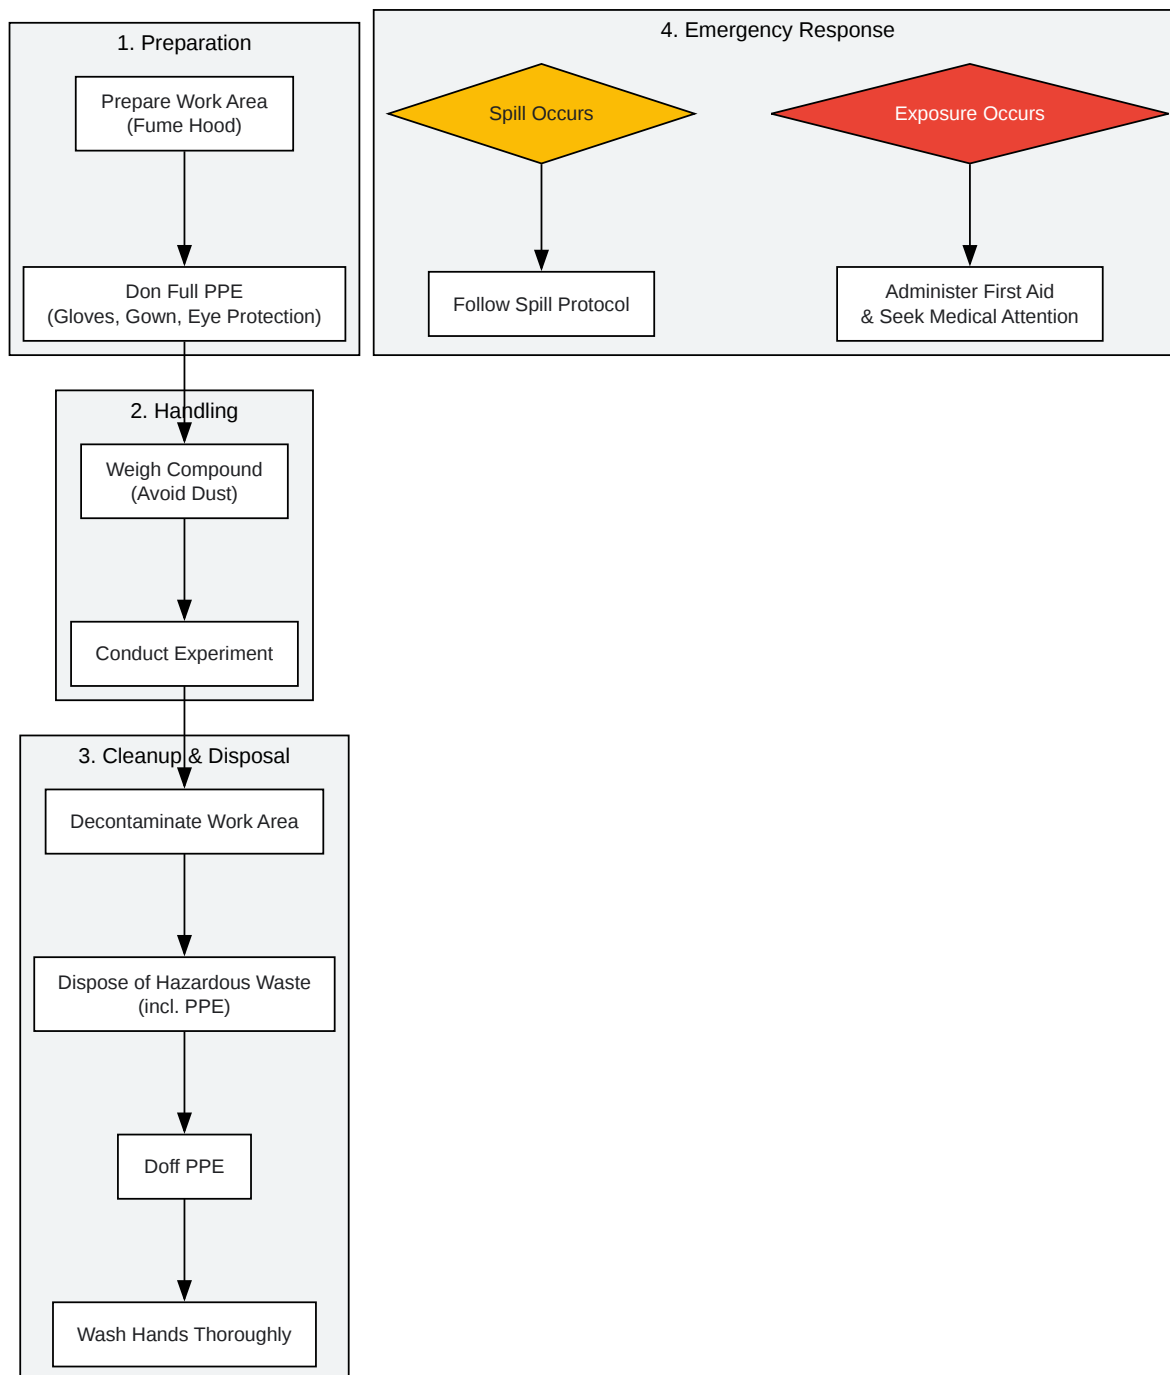 1. Preparation
Prepare Work Area
(Fume Hood)
Don Full PPE
(Gloves, Gown, Eye Protection)
2. Handling
Weigh Compound
(Avoid Dust)
Conduct Experiment
3. Cleanup & Disposal
Decontaminate Work Area
Dispose of Hazardous Waste
(incl. PPE)
Doff PPE
Wash Hands Thoroughly
4. Emergency Response
Spill Occurs
Follow Spill Protocol
Exposure Occurs
Administer First Aid
& Seek Medical Attention